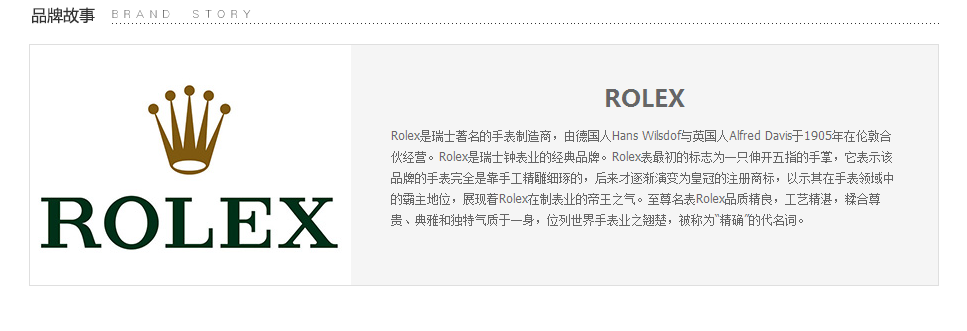 品牌故事 BRAND STORY
ROLEX
ROLEX
Rolex是瑞士著名的手表制造商，由德国人Hans Wilsdof与英国人Alfred Davis于1905年在伦敦合
伙经营。Rolex是瑞士钟表业的经典品牌。Rolex表最初的标志为一只伸开五指的手掌，它表示该
品牌的手表完全是靠手工精雕细琢的，后来才逐渐演变为皇冠的注册商标，以示其在手表领域中
的霸主地位，展现着Rolex在制表业的帝王之气。至尊名表Rolex品质精良，工艺精湛，糅合尊
贵、典雅和独特气质于一身，位列世界手表业之翘楚，被称为“精确”的代名词。